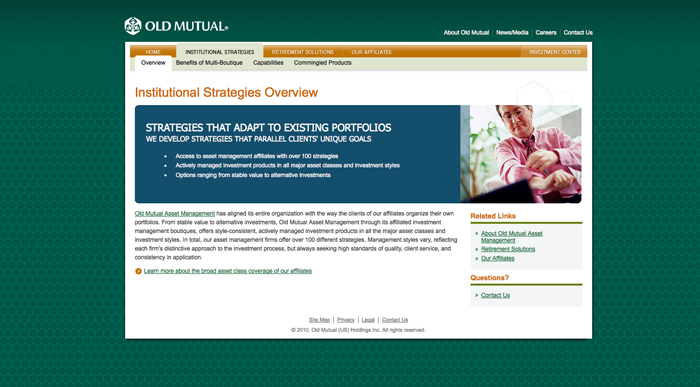 OLD MUTUAL®
About Old Mutual | News/Media | Careers | Contact Us
HOME INSTITUTIONAL STRATEGIES RETIREMENT SOLUTIONS OUR AFFILIATES INVESTMENT CENTER
Overview Benefits of Multi-Boutique Capabilities Commingled Products
Institutional Strategies Overview
STRATEGIES THAT ADAPT TO EXISTING PORTFOLIOS
WE DEVELOP STRATEGIES THAT PARALLEL CLIENTS' UNIQUE GOALS
• Access to asset management affiliates with over 100 strategies
• Actively managed investment products in all major asset classes and investment styles
• Options ranging from stable value to alternative investments
Old Mutual Asset Management has aligned its entire organization with the way the clients of our affiliates organize their own
portfolios. From stable value to alternative investments, Old Mutual Asset Management through its affiliated investment
management boutiques, offers style-consistent, actively managed investment products in all the major asset classes and
investment styles. In total, our asset management firms offer over 100 different strategies. Management styles vary, reflecting
each firm's distinctive approach to the investment process, but always seeking high standards of quality, client service, and
consistency in application.
Learn more about the broad asset class coverage of our affiliates
Related Links
» About Old Mutual Asset
Management
» Retirement Solutions
» Our Affiliates
Questions?
» Contact Us
Site Map | Privacy | Legal | Contact Us
© 2010. Old Mutual (US) Holdings Inc. All rights reserved.